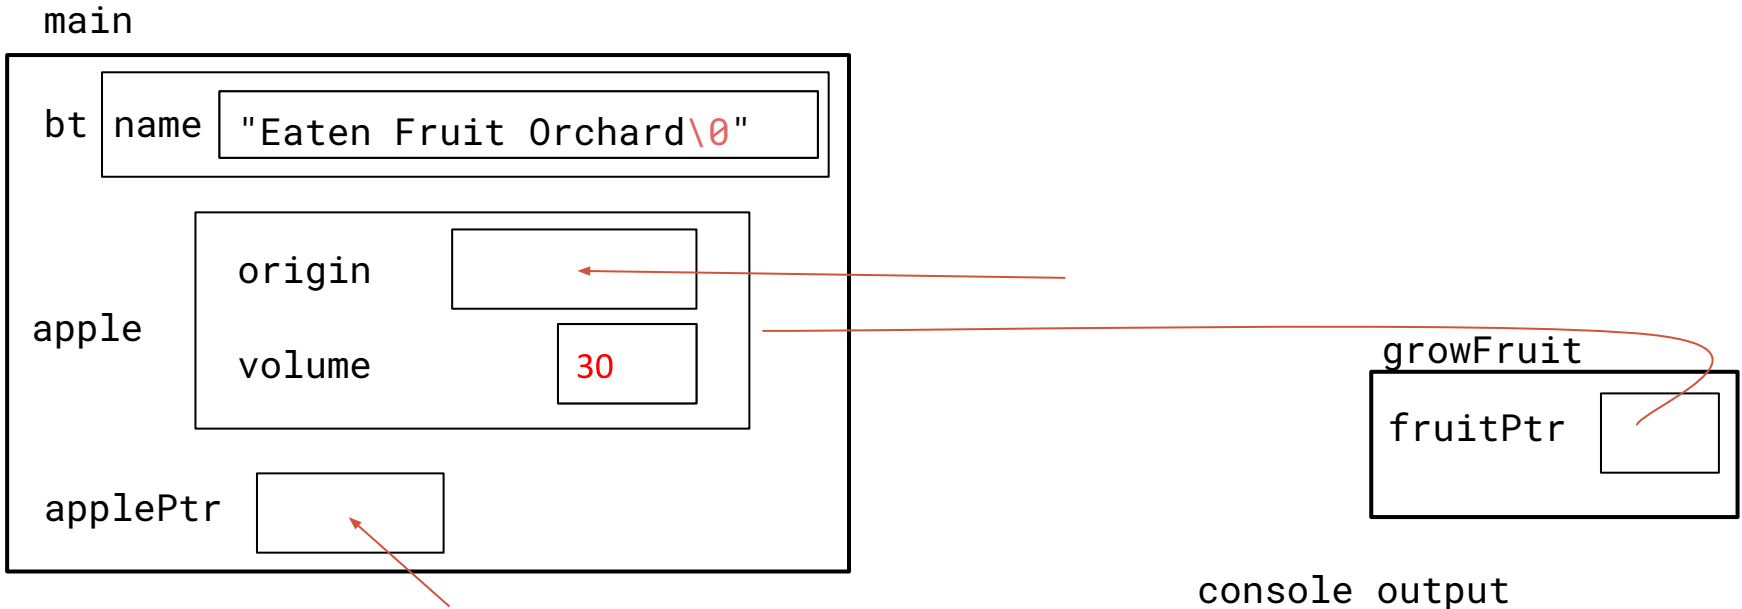 main
bt name "Eaten Fruit Orchard\0"
origin
apple
volume 30
growFruit
fruitPtr
applePtr
console output